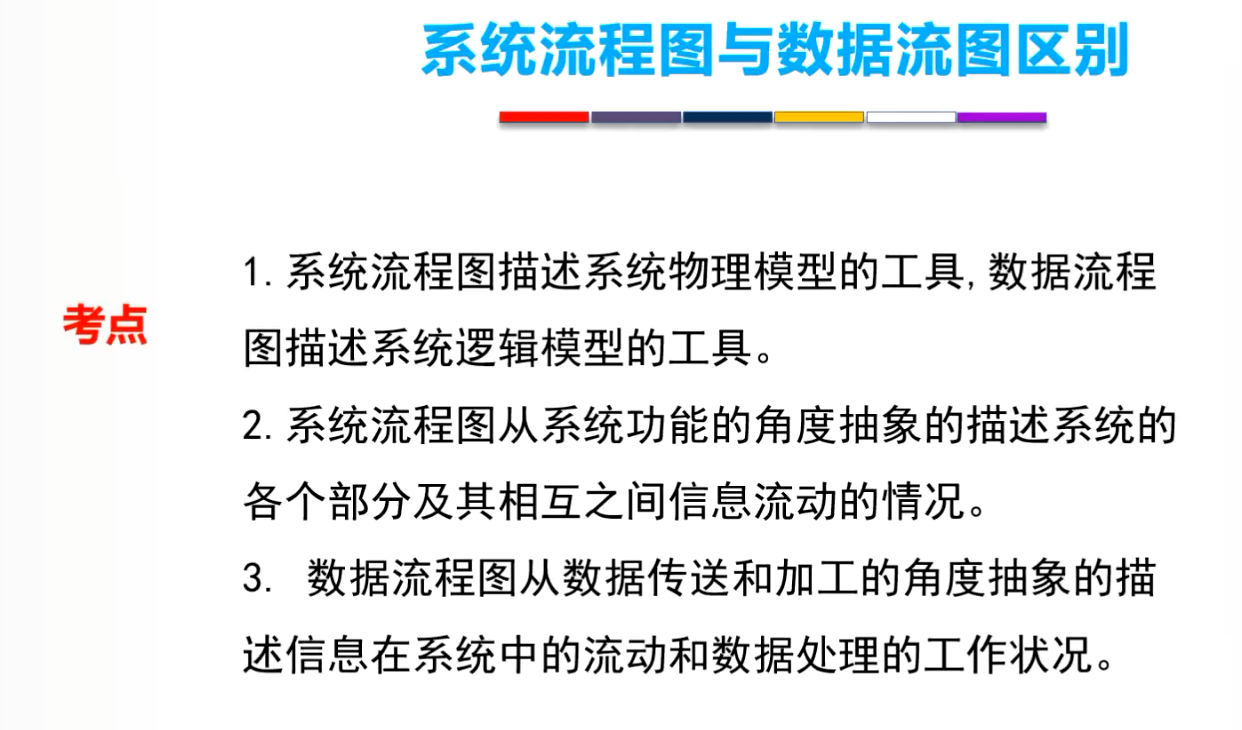 系统流程图与数据流图区别
考点
1.系统流程图描述系统物理模型的工具,数据流程
图描述系统逻辑模型的工具。
2.系统流程图从系统功能的角度抽象的描述系统的
各个部分及其相互之间信息流动的情况。
3. 数据流程图从数据传送和加工的角度抽象的描
述信息在系统中的流动和数据处理的工作状况。